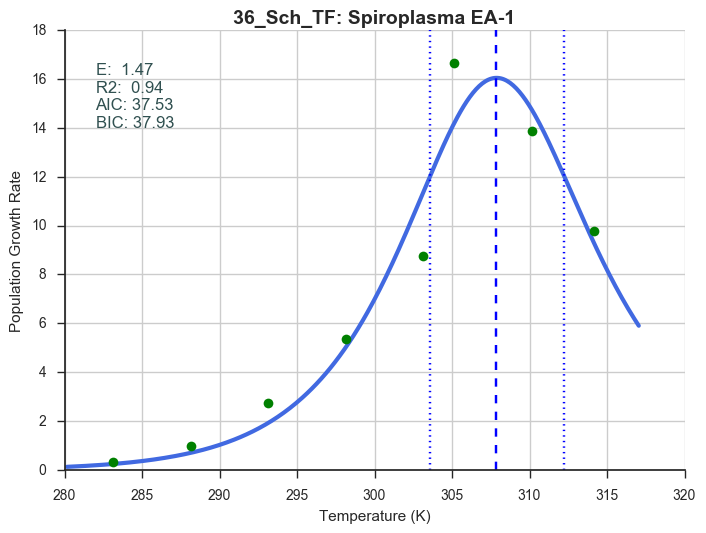 36_Sch_TF: Spiroplasma EA-1
18
16
14
12
10
8
6
4
2
0
E:  1.47
R2:  0.94
AIC: 37.53
BIC: 37.93
Population Growth Rate
280 285 290 295 300 305 310 315 320
Temperature (K)